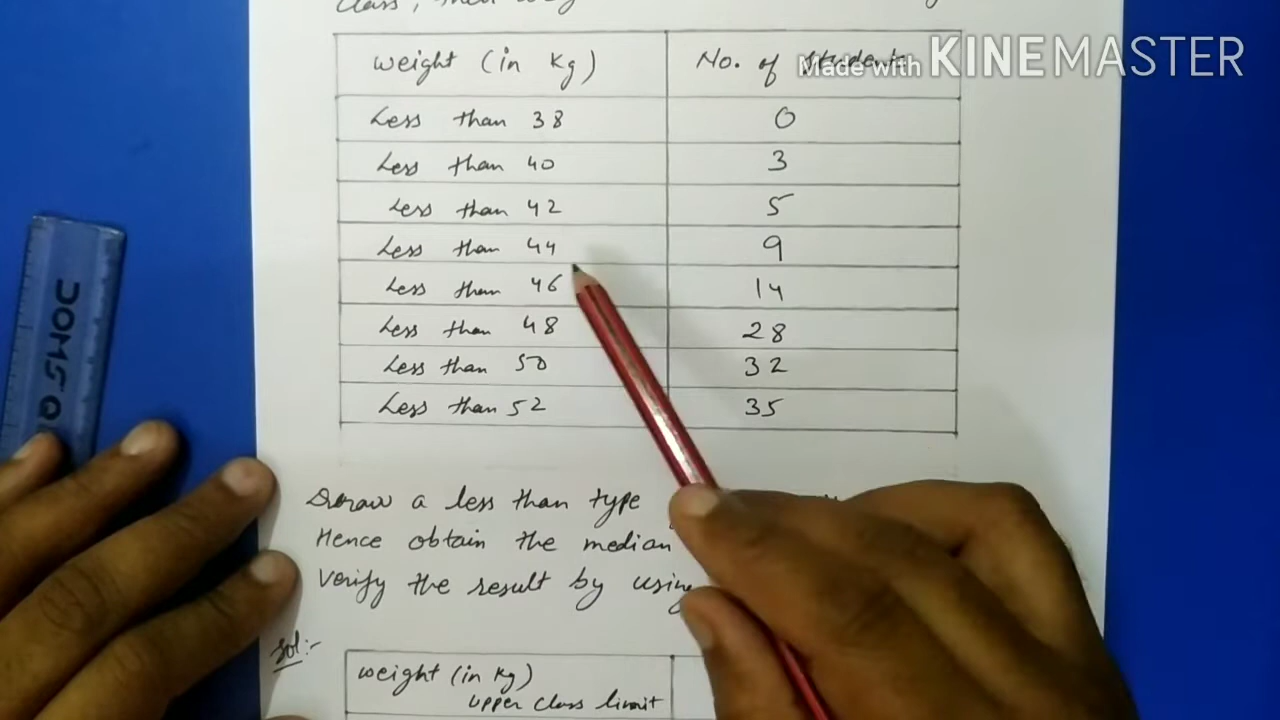 class, their
weight (in kg) No. of students
Less than 38 0
Less than 40 3
Less than 42 5
Less than 44 9
Less than 46 14
Less than 48 28
Less than 50 32
Less than 52 35
Draw a less than type
Hence obtain the median
Verify the result by using
Sol:-
weight (in kg)
upper class limit
Made with KINEMASTER
DOMS